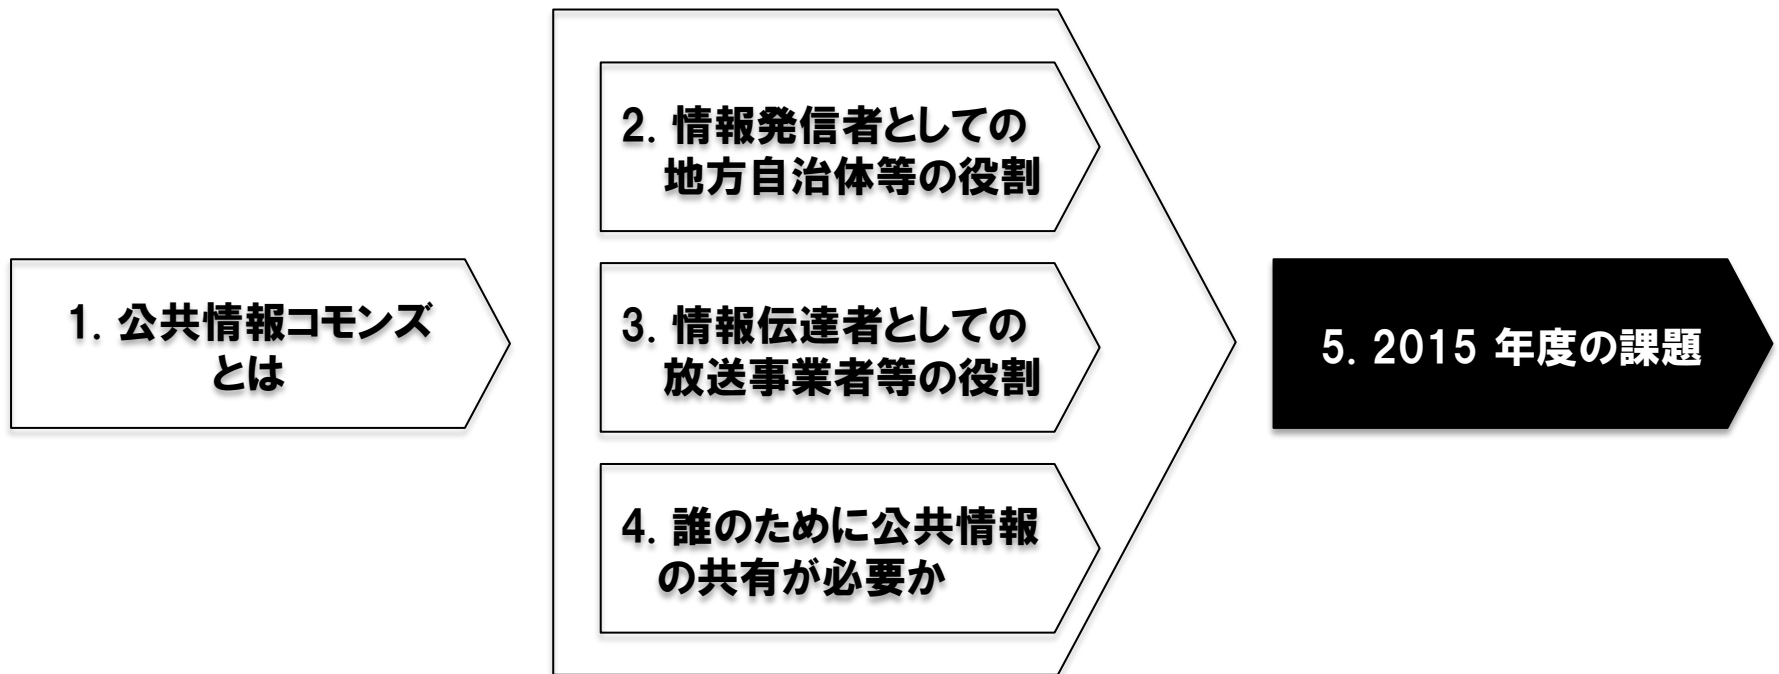 1. 公共情報コモンズ
とは
2. 情報発信者としての
地方自治体等の役割
3. 情報伝達者としての
放送事業者等の役割
4. 誰のために公共情報
の共有が必要か
5. 2015 年度の課題